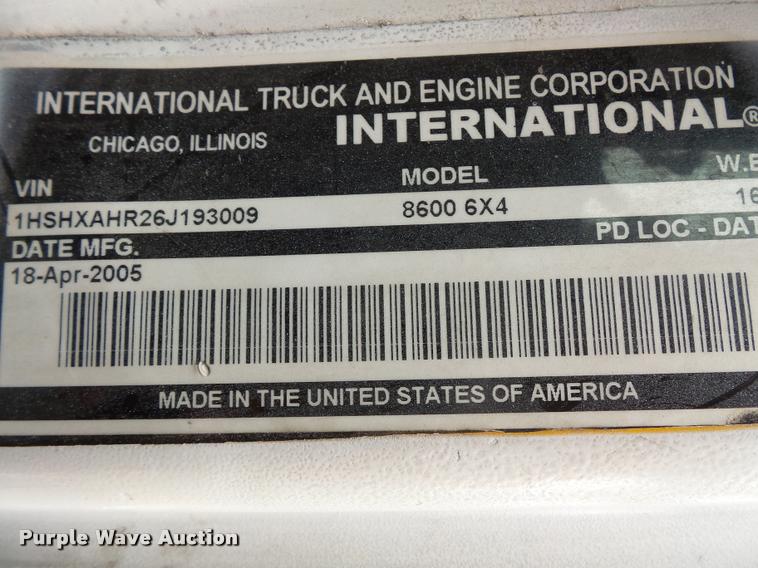 INTERNATIONAL TRUCK AND ENGINE CORPORATION
CHICAGO, ILLINOIS INTERNATIONAL®
VIN MODEL
1HSHXAHR26J193009 8600 6X4 16
DATE MFG. PD LOC -
18-Apr-2005
MADE IN THE UNITED STATES OF AMERICA
Purple Wave Auction